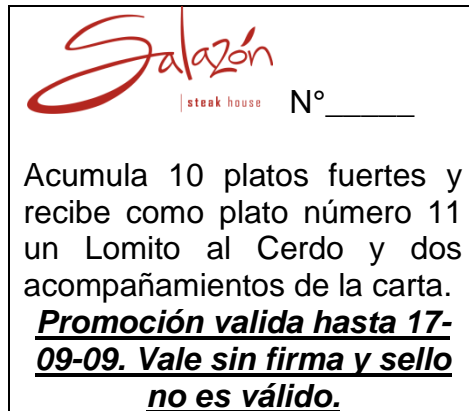 Salazón
|steak house N°_____
Acumula 10 platos fuertes y
recibe como plato número 11
un Lomito al Cerdo y dos
acompañamientos de la carta.
Promoción valida hasta 17-
09-09. Vale sin firma y sello
no es válido.